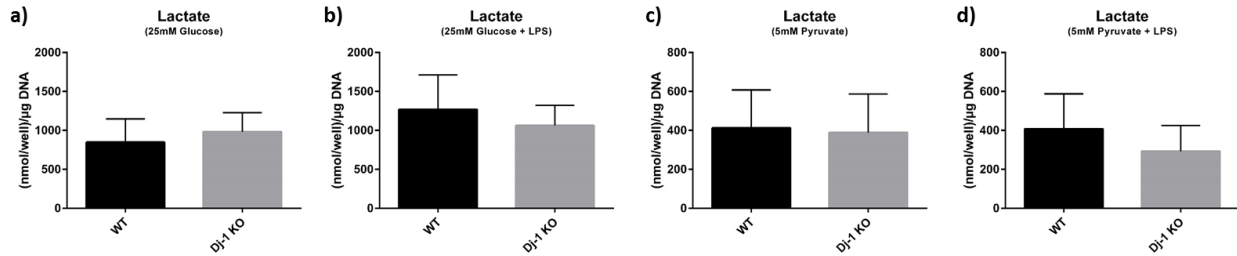 a)
Lactate
(25mM Glucose)
(nmol/well)/µg DNA
2000
1500
1000
500
0
WT
Dj-1 KO
b)
Lactate
(25mM Glucose + LPS)
(nmol/well)/µg DNA
2000
1500
1000
500
0
WT
Dj-1 KO
c)
Lactate
(5mM Pyruvate)
(nmol/well)/µg DNA
800
600
400
200
0
WT
Dj-1 KO
d)
Lactate
(5mM Pyruvate + LPS)
(nmol/well)/µg DNA
800
600
400
200
0
WT
Dj-1 KO